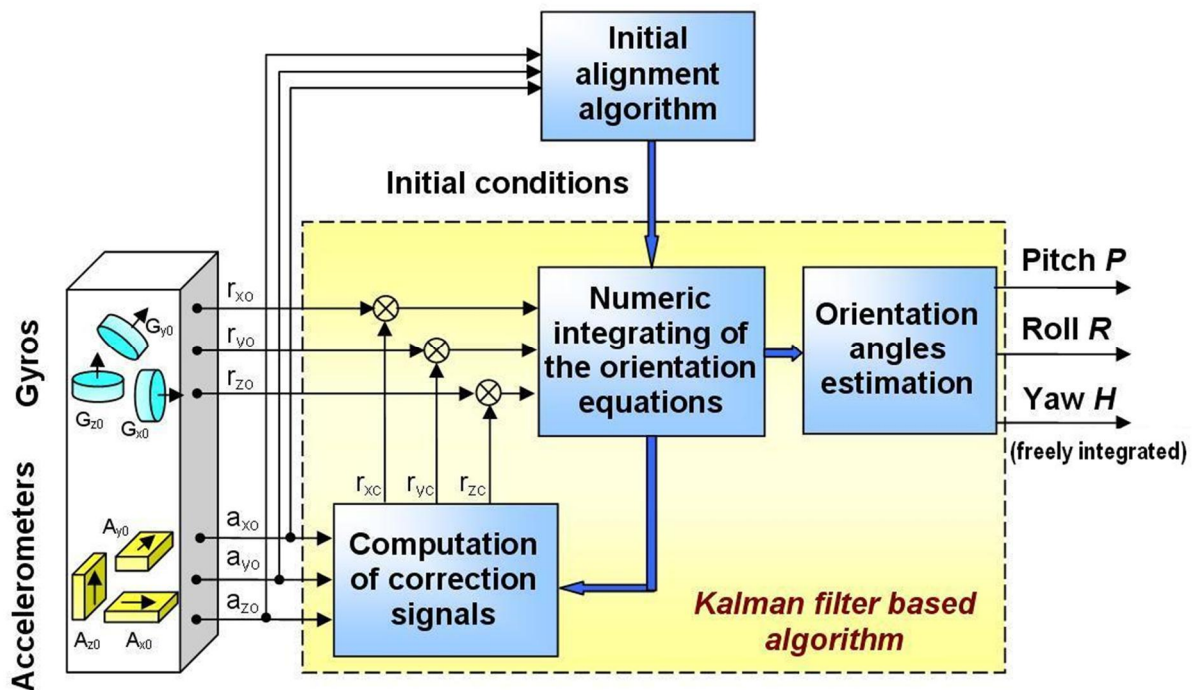 Initial
alignment
algorithm
Initial conditions
Gyros
Accelerometers
G_y0
G_z0
G_x0
A_y0
A_z0
A_x0
r_xo
r_yo
r_zo
a_xo
a_yo
a_zo
r_xc r_yc r_zc
Numeric
integrating of
the orientation
equations
Orientation
angles
estimation
Computation
of correction
signals
Kalman filter based
algorithm
Pitch P
Roll R
Yaw H
(freely integrated)